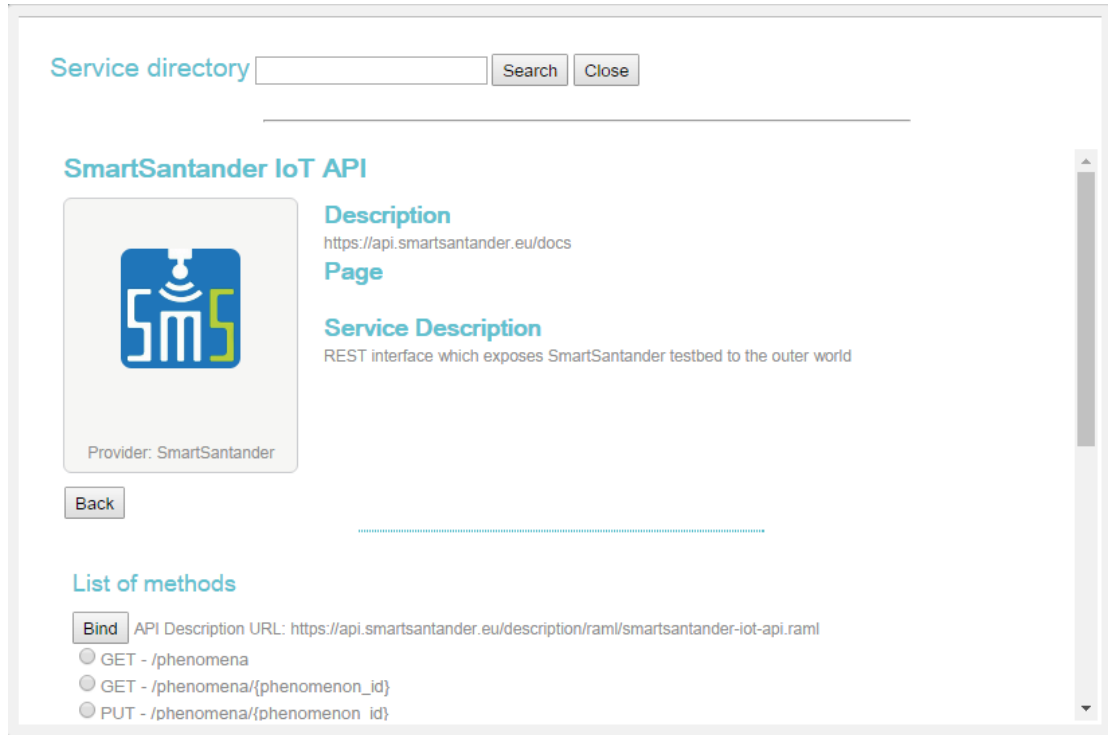 Service directory Search Close
SmartSantander IoT API
Description
https://api.smartsantander.eu/docs
Page
Service Description
REST interface which exposes SmartSantander testbed to the outer world
SmS
Provider: SmartSantander
Back
List of methods
Bind API Description URL: https://api.smartsantander.eu/description/raml/smartsantander-iot-api.raml
GET - /phenomena
GET - /phenomena/{phenomenon_id}
PUT - /phenomena/{phenomenon_id}